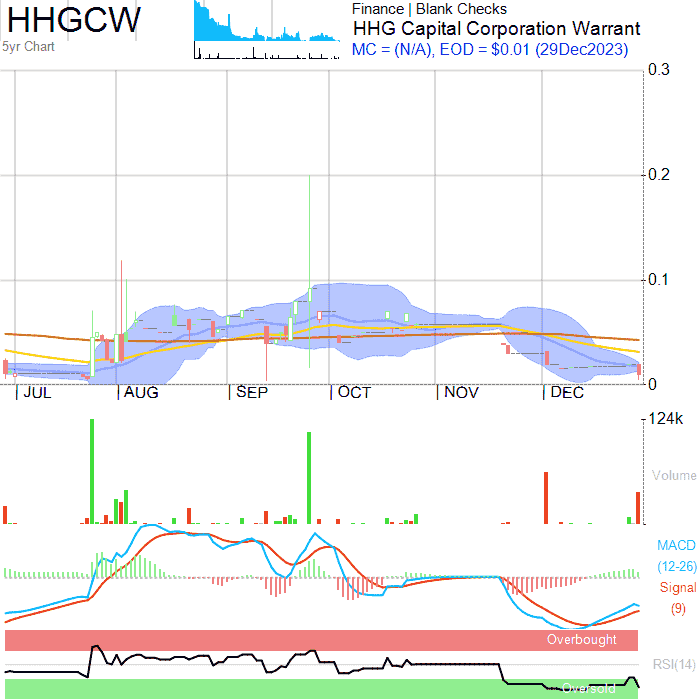 HHGCW
5yr Chart
Finance | Blank Checks
HHG Capital Corporation Warrant
MC = (N/A), EOD = $0.01 (29Dec2023)
0.3
0.2
0.1
0
JUL AUG SEP OCT NOV DEC
124k
Volume
MACD
(12-26)
Signal
(9)
Overbought
RSI(14)
Oversold